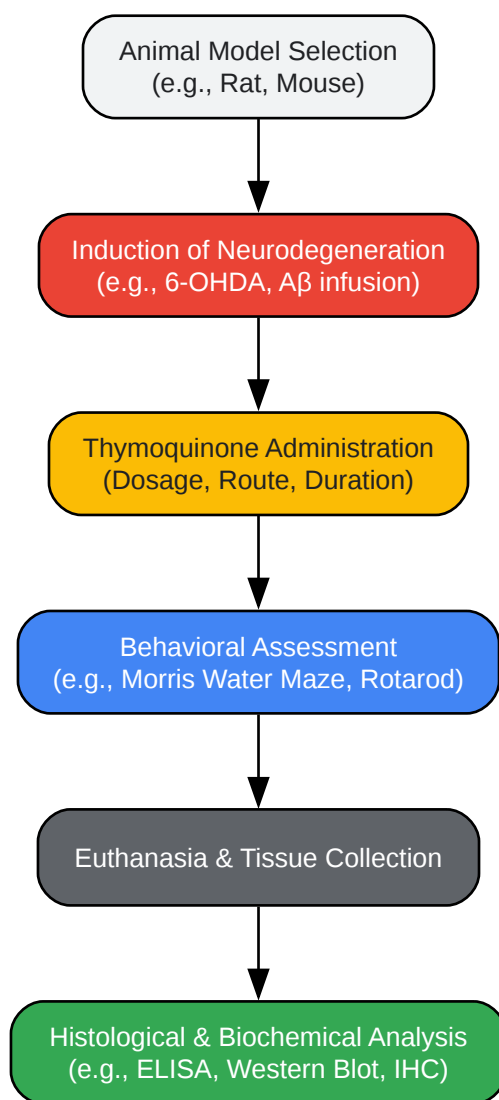 Animal Model Selection
(e.g., Rat, Mouse)
Induction of Neurodegeneration
(e.g., 6-OHDA, Aβ infusion)
Thymoquinone Administration
(Dosage, Route, Duration)
Behavioral Assessment
(e.g., Morris Water Maze, Rotarod)
Euthanasia & Tissue Collection
Histological & Biochemical Analysis
(e.g., ELISA, Western Blot, IHC)